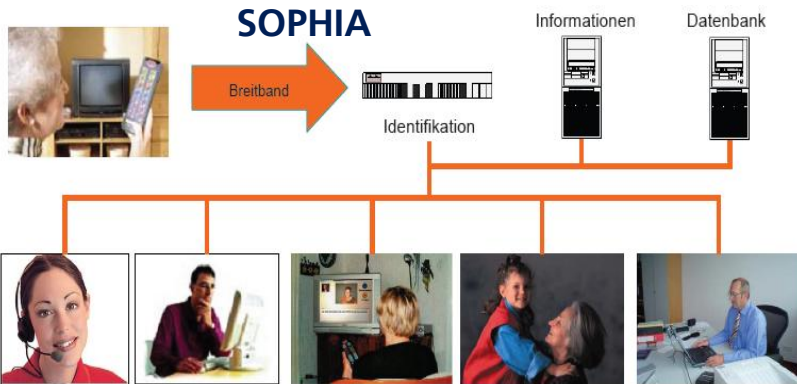 SOPHIA
Informationen
Datenbank
Breitband
Identifikation